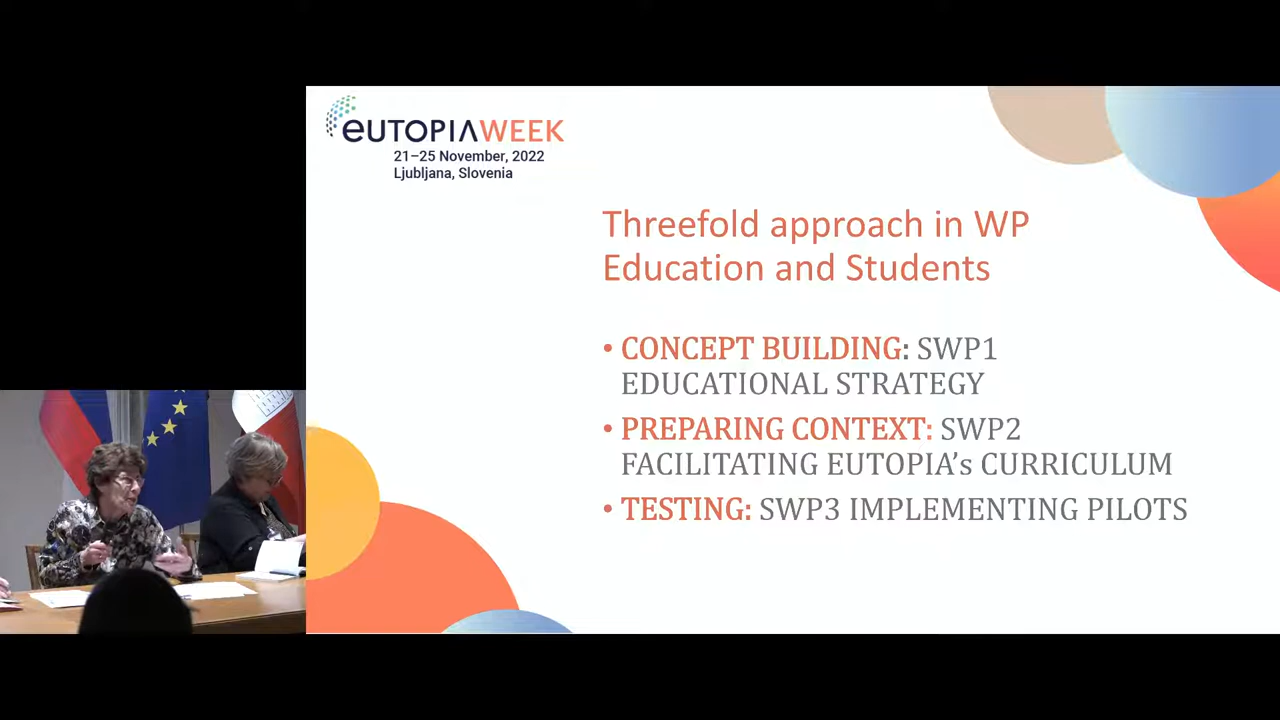 eUTOPIAWEEK
21–25 November, 2022
Ljubljana, Slovenia
Threefold approach in WP
Education and Students
• CONCEPT BUILDING: SWP1
EDUCATIONAL STRATEGY
• PREPARING CONTEXT: SWP2
FACILITATING EUTOPIA’s CURRICULUM
• TESTING: SWP3 IMPLEMENTING PILOTS